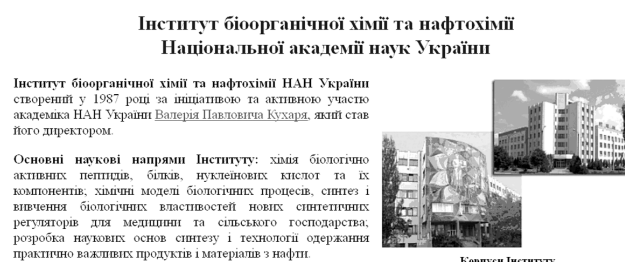 Інститут біоорганічної хімії та нафтохімії
Національної академії наук України
Інститут біоорганічної хімії та нафтохімії НАН України
створений у 1987 році за ініціативою та активною участю
академіка НАН України Валерія Павловича Кухаря, який став
його директором.
Основні наукові напрями Інституту: хімія біологічно
активних пептидів, білків, нуклеїнових кислот та їх
компонентів; хімічні моделі біологічних процесів, синтез і
вивчення біологічних властивостей нових синтетичних
регуляторів для медицини та сільського господарства;
розробка наукових основ синтезу і технології одержання
практично важливих продуктів і матеріалів з нафти.
Корпуси Інституту